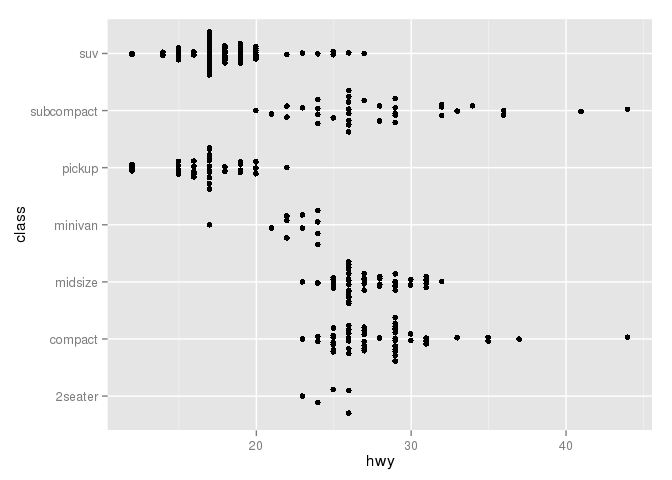 suv
subcompact
pickup
minivan
midsize
compact
2seater
class
20 30 40
hwy